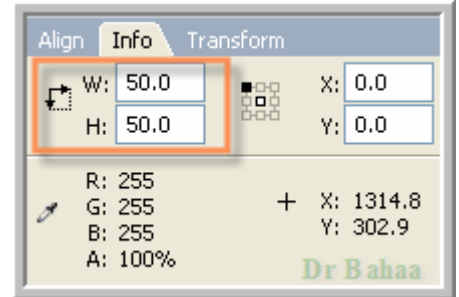 Align Info Transform
W: 50.0 X: 0.0
H: 50.0 Y: 0.0
R: 255
G: 255 X: 1314.8
B: 255 Y: 302.9
A: 100%
Dr Bahaa